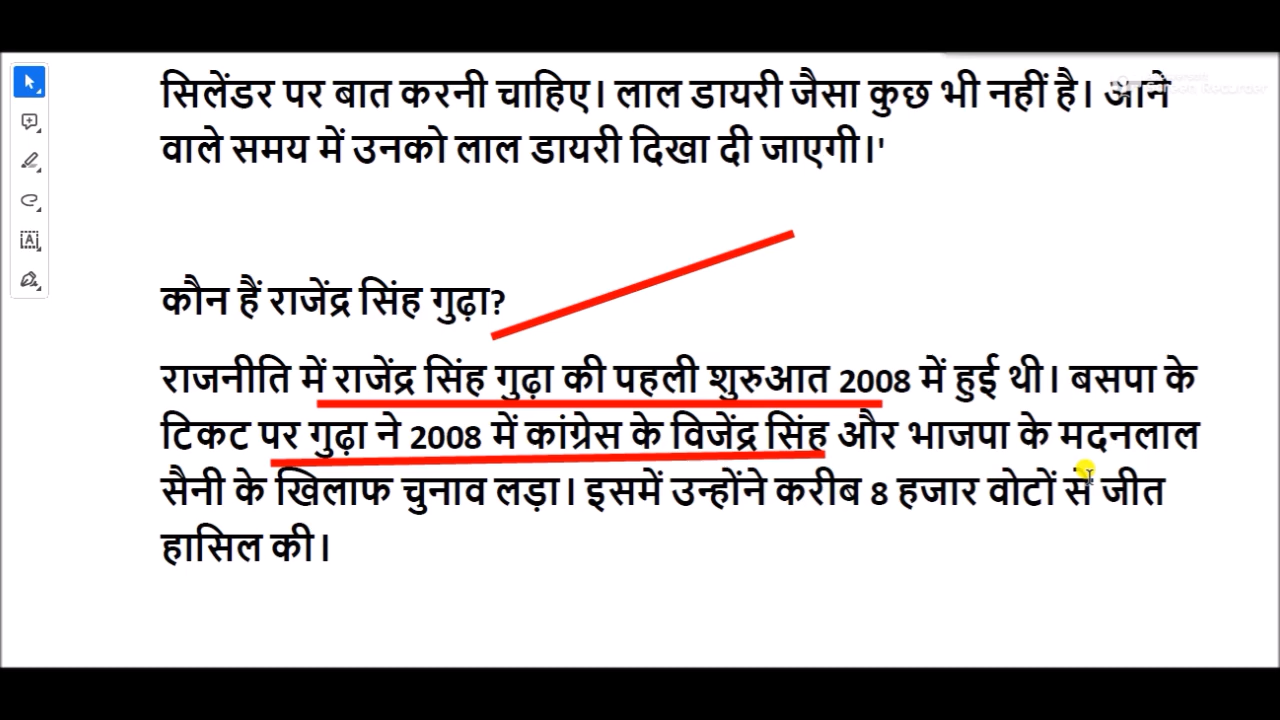 सिलेंडर पर बात करनी चाहिए। लाल डायरी जैसा कुछ भी नहीं है। आने
वाले समय में उनको लाल डायरी दिखा दी जाएगी।'
कौन हैं राजेंद्र सिंह गुढ़ा?
राजनीति में राजेंद्र सिंह गुढ़ा की पहली शुरुआत 2008 में हुई थी। बसपा के
टिकट पर गुढ़ा ने 2008 में कांग्रेस के विजेंद्र सिंह और भाजपा के मदनलाल
सैनी के खिलाफ चुनाव लड़ा। इसमें उन्होंने करीब 8 हजार वोटों से जीत
हासिल की।